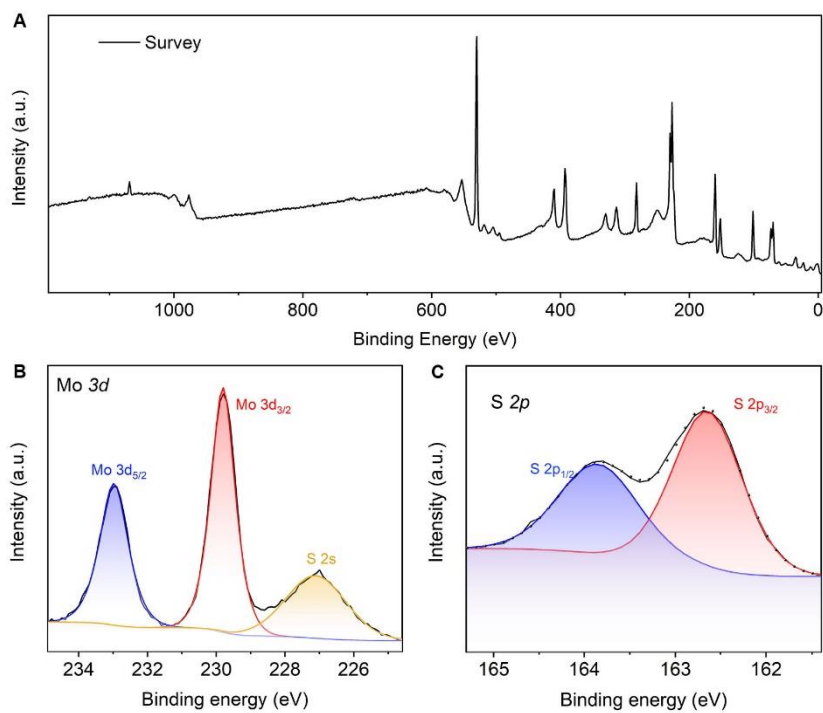 A
Survey
Intensity (a.u.)
1000 800 600 400 200 0
Binding Energy (eV)
B
Mo 3d
Mo 3d3/2
Mo 3d5/2
S 2s
Intensity (a.u.)
234 232 230 228 226
Binding energy (eV)
C
S 2p
S 2p3/2
S 2p1/2
Intensity (a.u.)
165 164 163 162
Binding energy (eV)